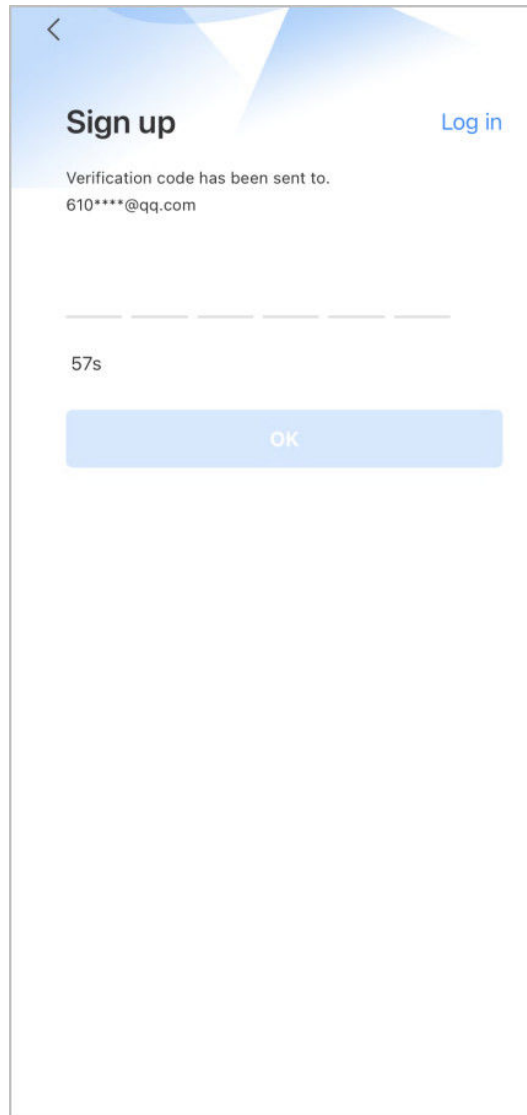 Sign up
Log in
Verification code has been sent to.
610****@qq.com
57s
OK